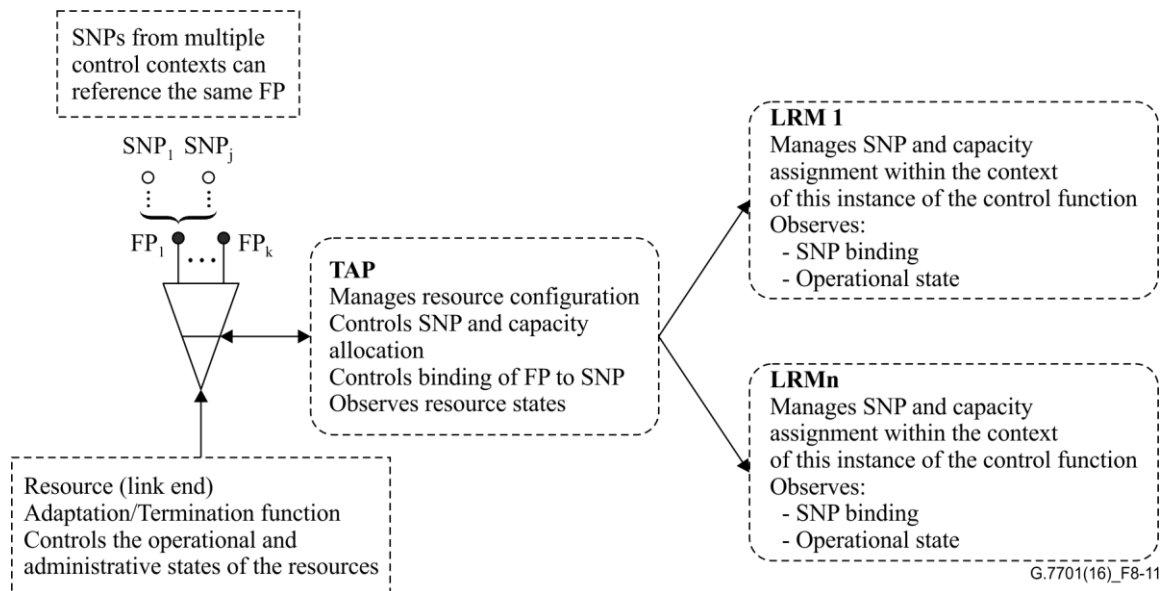 SNPs from multiple
control contexts can
reference the same FP
SNP₁ SNPⱼ
FP₁ FPₖ
TAP
Manages resource configuration
Controls SNP and capacity
allocation
Controls binding of FP to SNP
Observes resource states
Resource (link end)
Adaptation/Termination function
Controls the operational and
administrative states of the resources
LRM 1
Manages SNP and capacity
assignment within the context
of this instance of the control function
Observes:
- SNP binding
- Operational state
LRMn
Manages SNP and capacity
assignment within the context
of this instance of the control function
Observes:
- SNP binding
- Operational state
G.7701(16)_F8-11